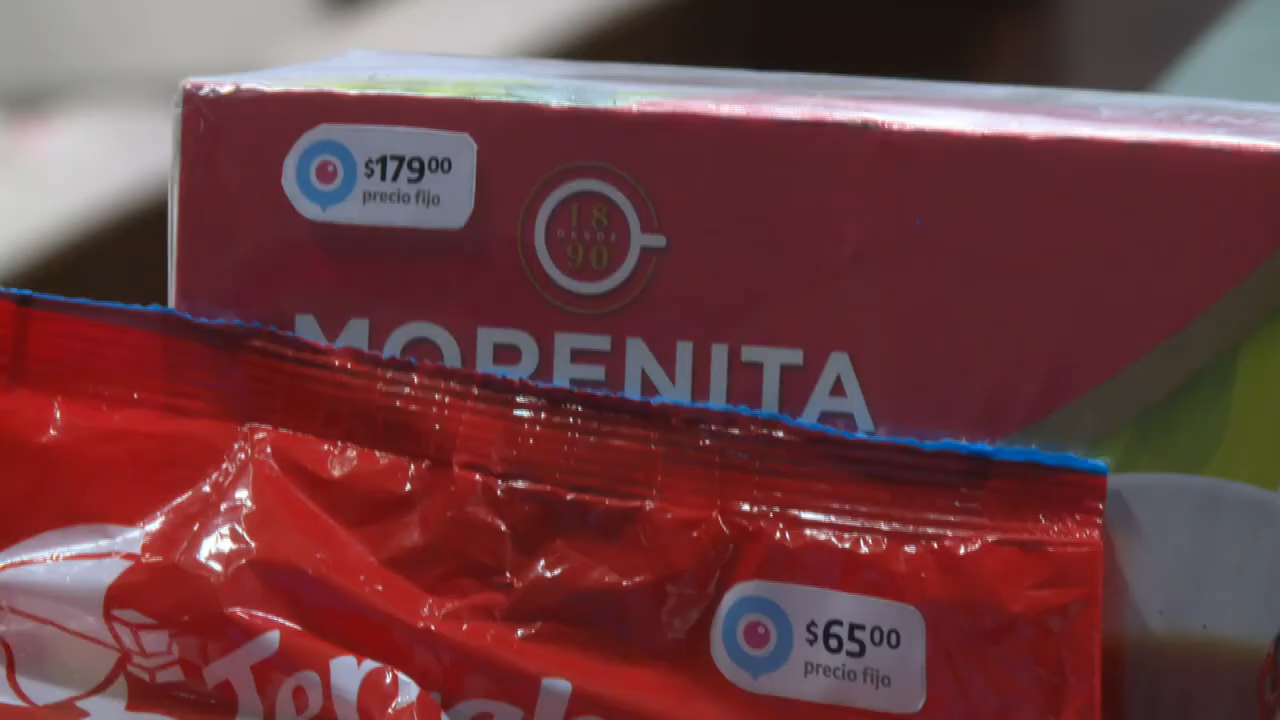 $179⁰⁰
precio fijo
18
DESDE
90
MORENITA
$65⁰⁰
precio fijo